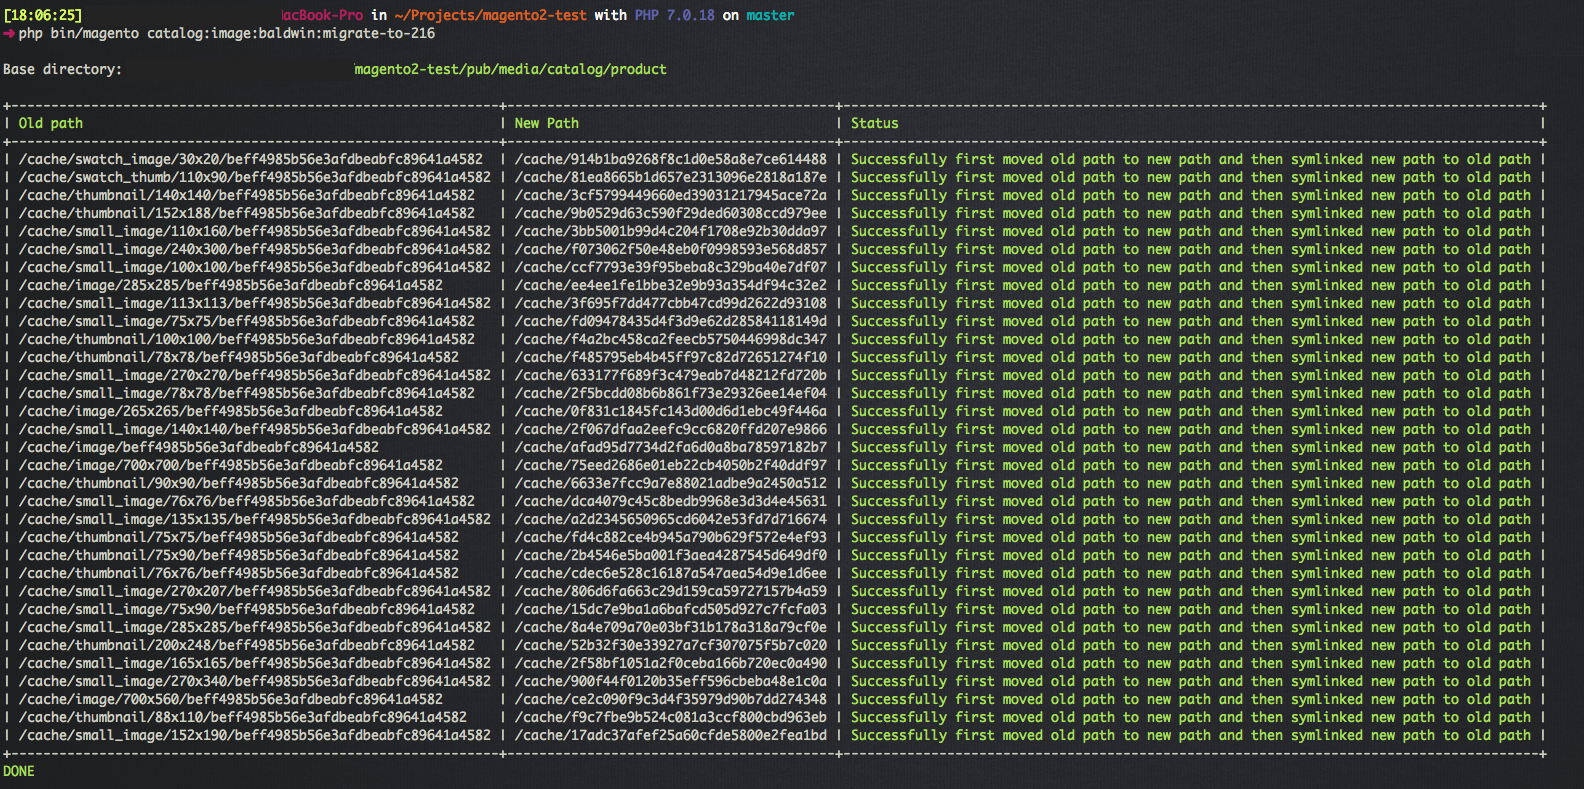 [18:06:25] acBook-Pro in ~/Projects/magento2-test with PHP 7.0.18 on master
➜ php bin/magento catalog:image:baldwin:migrate-to-216
Base directory: magento2-test/pub/media/catalog/product
| Old path | New Path | Status |
| /cache/swatch_image/30x20/beff4985b56e3afdbeabfc89641a4582 | /cache/914b1ba9268f8c1d0e58a8e7ce614488 | Successfully first moved old path to new path and then symlinked new path to old path |
| /cache/swatch_thumb/110x90/beff4985b56e3afdbeabfc89641a4582 | /cache/81ea8665b1d657e2313096e2818a187e | Successfully first moved old path to new path and then symlinked new path to old path |
| /cache/thumbnail/140x140/beff4985b56e3afdbeabfc89641a4582 | /cache/3cf5799449660ed39031217945ace72a | Successfully first moved old path to new path and then symlinked new path to old path |
| /cache/thumbnail/152x188/beff4985b56e3afdbeabfc89641a4582 | /cache/9b0529d63c590f29ded60308ccd979ee | Successfully first moved old path to new path and then symlinked new path to old path |
| /cache/small_image/110x160/beff4985b56e3afdbeabfc89641a4582 | /cache/3bb5001b99d4c204f1708e92b30dda97 | Successfully first moved old path to new path and then symlinked new path to old path |
| /cache/small_image/240x300/beff4985b56e3afdbeabfc89641a4582 | /cache/f073062f50e48eb0f0998593e568d857 | Successfully first moved old path to new path and then symlinked new path to old path |
| /cache/small_image/100x100/beff4985b56e3afdbeabfc89641a4582 | /cache/ccf7793e39f95beba8c329ba40e7df07 | Successfully first moved old path to new path and then symlinked new path to old path |
| /cache/image/285x285/beff4985b56e3afdbeabfc89641a4582 | /cache/ee4ee1fe1bbe32e9b93a354df94c32e2 | Successfully first moved old path to new path and then symlinked new path to old path |
| /cache/small_image/113x113/beff4985b56e3afdbeabfc89641a4582 | /cache/3f695f7dd477cbb47cd99d2622d93108 | Successfully first moved old path to new path and then symlinked new path to old path |
| /cache/small_image/75x75/beff4985b56e3afdbeabfc89641a4582 | /cache/fd09478435d4f3d9e62d28584118149d | Successfully first moved old path to new path and then symlinked new path to old path |
| /cache/thumbnail/100x100/beff4985b56e3afdbeabfc89641a4582 | /cache/f4a2bc458ca2feecb5750446998dc347 | Successfully first moved old path to new path and then symlinked new path to old path |
| /cache/thumbnail/78x78/beff4985b56e3afdbeabfc89641a4582 | /cache/f485795eb4b45ff97c82d72651274f10 | Successfully first moved old path to new path and then symlinked new path to old path |
| /cache/small_image/270x270/beff4985b56e3afdbeabfc89641a4582 | /cache/633177f689f3c479eab7d48212fd720b | Successfully first moved old path to new path and then symlinked new path to old path |
| /cache/small_image/78x78/beff4985b56e3afdbeabfc89641a4582 | /cache/2f5bcdd08b6b861f73e29326ee14ef04 | Successfully first moved old path to new path and then symlinked new path to old path |
| /cache/image/265x265/beff4985b56e3afdbeabfc89641a4582 | /cache/0f831c1845fc143d00d6d1ebc49f446a | Successfully first moved old path to new path and then symlinked new path to old path |
| /cache/small_image/140x140/beff4985b56e3afdbeabfc89641a4582 | /cache/2f067dfaa2eefc9cc6820ffd207e9866 | Successfully first moved old path to new path and then symlinked new path to old path |
| /cache/image/beff4985b56e3afdbeabfc89641a4582 | /cache/afad95d7734d2fa6d0a8ba78597182b7 | Successfully first moved old path to new path and then symlinked new path to old path |
| /cache/image/700x700/beff4985b56e3afdbeabfc89641a4582 | /cache/75eed2686e01eb22cb4050b2f40ddf97 | Successfully first moved old path to new path and then symlinked new path to old path |
| /cache/thumbnail/90x90/beff4985b56e3afdbeabfc89641a4582 | /cache/6633e7fcc9a7e88021adbe9a2450a512 | Successfully first moved old path to new path and then symlinked new path to old path |
| /cache/small_image/76x76/beff4985b56e3afdbeabfc89641a4582 | /cache/dca4079c45c8bedb9968e3d3d4e45631 | Successfully first moved old path to new path and then symlinked new path to old path |
| /cache/small_image/135x135/beff4985b56e3afdbeabfc89641a4582 | /cache/a2d2345650965cd6042e53fd7d716674 | Successfully first moved old path to new path and then symlinked new path to old path |
| /cache/thumbnail/75x75/beff4985b56e3afdbeabfc89641a4582 | /cache/fd4c882ce4b945a790b629f572e4ef93 | Successfully first moved old path to new path and then symlinked new path to old path |
| /cache/thumbnail/75x90/beff4985b56e3afdbeabfc89641a4582 | /cache/2b4546e5ba001f3aea4287545d649df0 | Successfully first moved old path to new path and then symlinked new path to old path |
| /cache/thumbnail/76x76/beff4985b56e3afdbeabfc89641a4582 | /cache/cdec6e528c16187a547aea54d9e1d6ee | Successfully first moved old path to new path and then symlinked new path to old path |
| /cache/small_image/270x207/beff4985b56e3afdbeabfc89641a4582 | /cache/806d6fa663c29d159ca59727157b4a59 | Successfully first moved old path to new path and then symlinked new path to old path |
| /cache/small_image/75x90/beff4985b56e3afdbeabfc89641a4582 | /cache/15dc7e9ba1a6bafcd505d927c7fcfa03 | Successfully first moved old path to new path and then symlinked new path to old path |
| /cache/small_image/285x285/beff4985b56e3afdbeabfc89641a4582 | /cache/8a4e709a70e03bf31b178a318a79cf0e | Successfully first moved old path to new path and then symlinked new path to old path |
| /cache/thumbnail/200x248/beff4985b56e3afdbeabfc89641a4582 | /cache/52b32f30e33927a7cf307075f5b7c020 | Successfully first moved old path to new path and then symlinked new path to old path |
| /cache/small_image/165x165/beff4985b56e3afdbeabfc89641a4582 | /cache/2f58bf1051a2f0ceba166b720ec0a490 | Successfully first moved old path to new path and then symlinked new path to old path |
| /cache/small_image/270x340/beff4985b56e3afdbeabfc89641a4582 | /cache/900f44f0120b35eff596cbeba48e1c0a | Successfully first moved old path to new path and then symlinked new path to old path |
| /cache/image/700x560/beff4985b56e3afdbeabfc89641a4582 | /cache/ce2c090f9c3d4f35979d90b7dd274348 | Successfully first moved old path to new path and then symlinked new path to old path |
| /cache/thumbnail/88x110/beff4985b56e3afdbeabfc89641a4582 | /cache/f9c7fbe9b524c081a3ccf800cbd963eb | Successfully first moved old path to new path and then symlinked new path to old path |
| /cache/small_image/152x190/beff4985b56e3afdbeabfc89641a4582 | /cache/17adc37afef25a60cfde5800e2fea1bd | Successfully first moved old path to new path and then symlinked new path to old path |
DONE